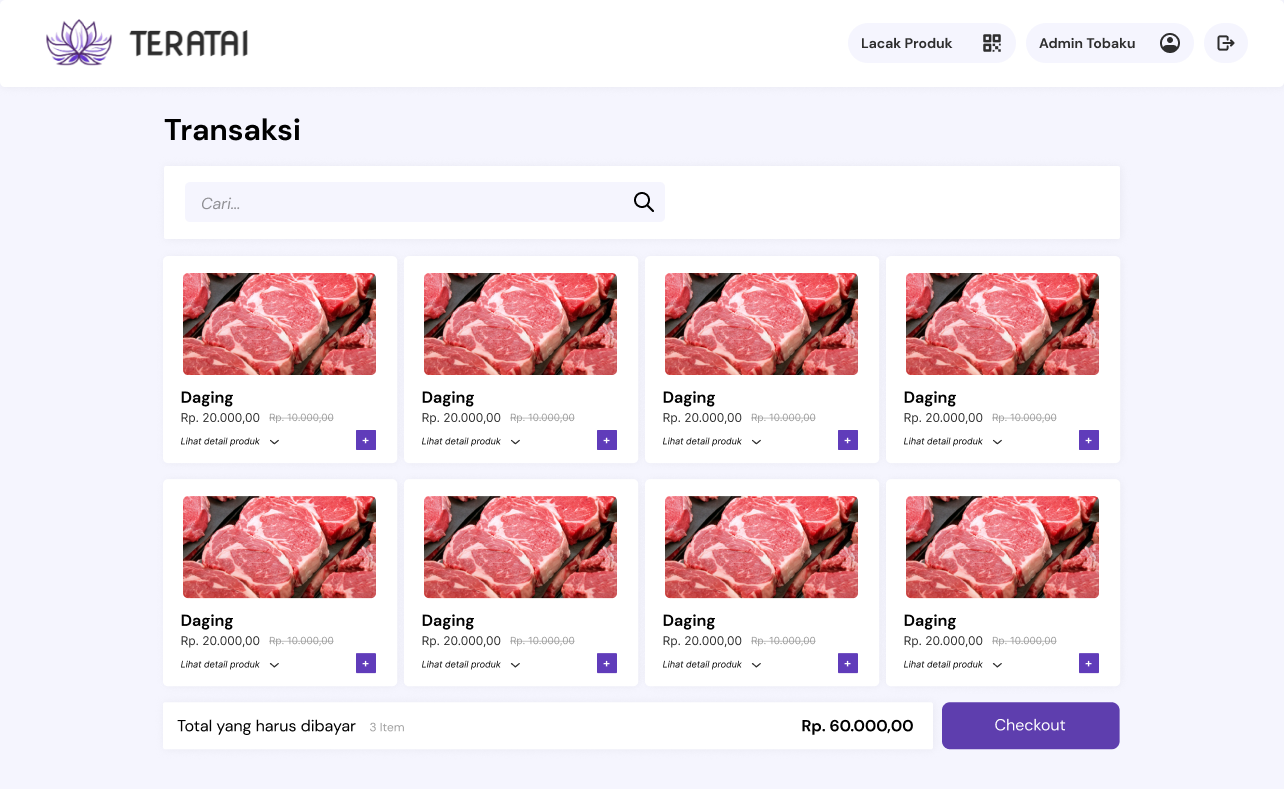 TERATAI
Lacak Produk
Admin Tobaku
Transaksi
Cari...
Daging
Rp. 20.000,00 Rp. 10.000,00
Lihat detail produk
+
Daging
Rp. 20.000,00 Rp. 10.000,00
Lihat detail produk
+
Daging
Rp. 20.000,00 Rp. 10.000,00
Lihat detail produk
+
Daging
Rp. 20.000,00 Rp. 10.000,00
Lihat detail produk
+
Daging
Rp. 20.000,00 Rp. 10.000,00
Lihat detail produk
+
Daging
Rp. 20.000,00 Rp. 10.000,00
Lihat detail produk
+
Daging
Rp. 20.000,00 Rp. 10.000,00
Lihat detail produk
+
Daging
Rp. 20.000,00 Rp. 10.000,00
Lihat detail produk
+
Total yang harus dibayar 3 Item Rp. 60.000,00
Checkout